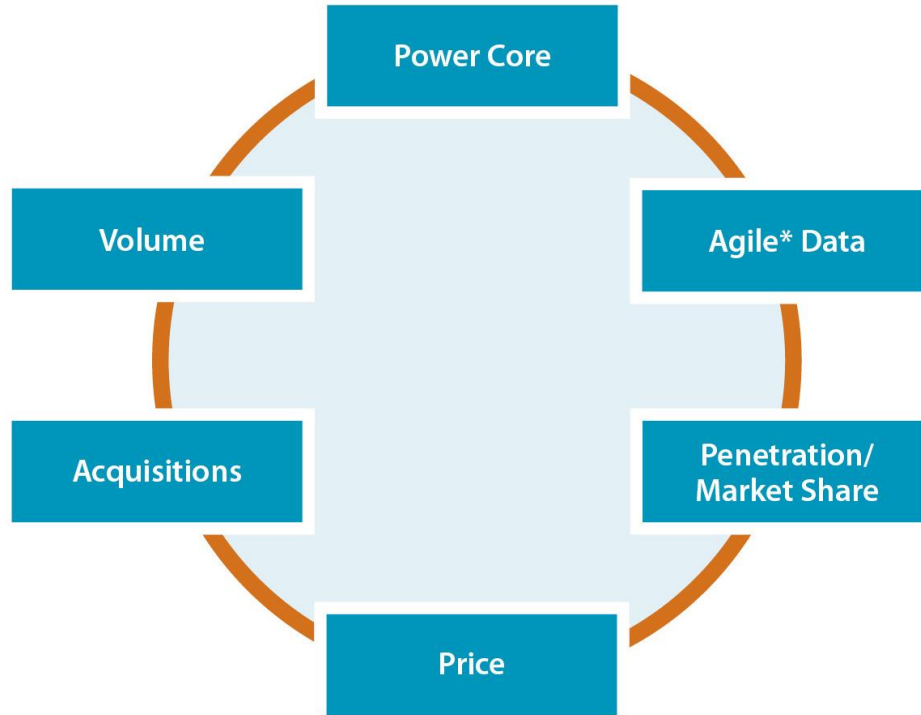 Power Core
Volume
Agile* Data
Acquisitions
Penetration/
Market Share
Price